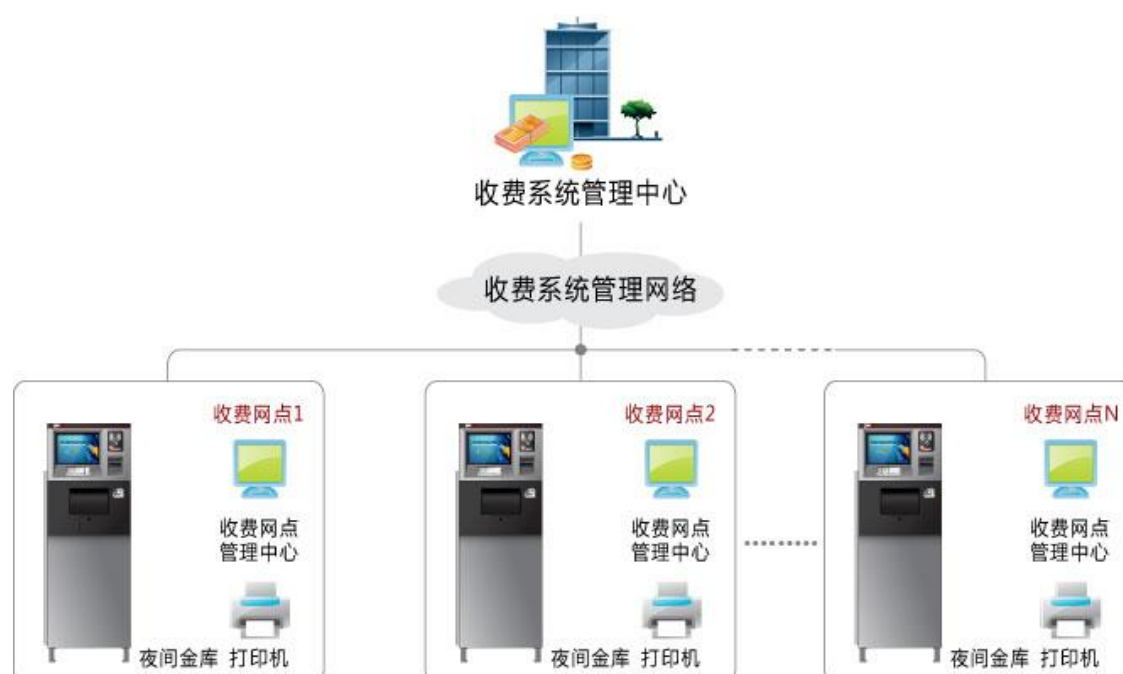 收费系统管理中心
收费系统管理网络
收费网点1
收费网点
管理中心
夜间金库 打印机
收费网点2
收费网点
管理中心
夜间金库 打印机
收费网点N
收费网点
管理中心
夜间金库 打印机